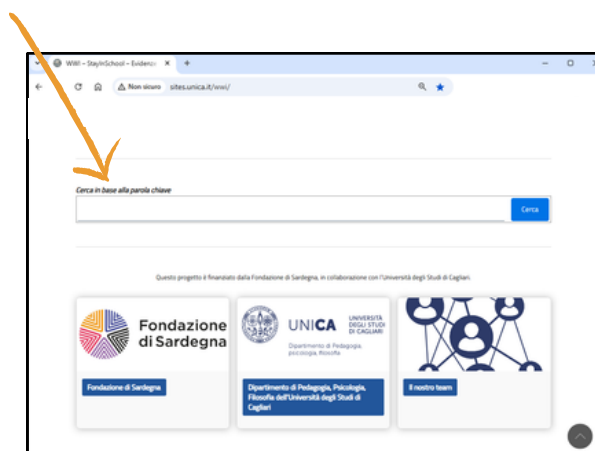 WWI – StayInSchool – Evidenze
Non sicuro sites.unica.it/wwi/
Cerca in base alla parola chiave
Cerca
Questo progetto è finanziato dalla Fondazione di Sardegna, in collaborazione con l'Università degli Studi di Cagliari.
Fondazione
di Sardegna
Fondazione di Sardegna
UNICA
UNIVERSITÀ
DEGLI STUDI
DI CAGLIARI
Dipartimento di Pedagogia,
psicologia, filosofia
Dipartimento di Pedagogia, Psicologia,
Filosofia dell'Università degli Studi di
Cagliari
Il nostro team